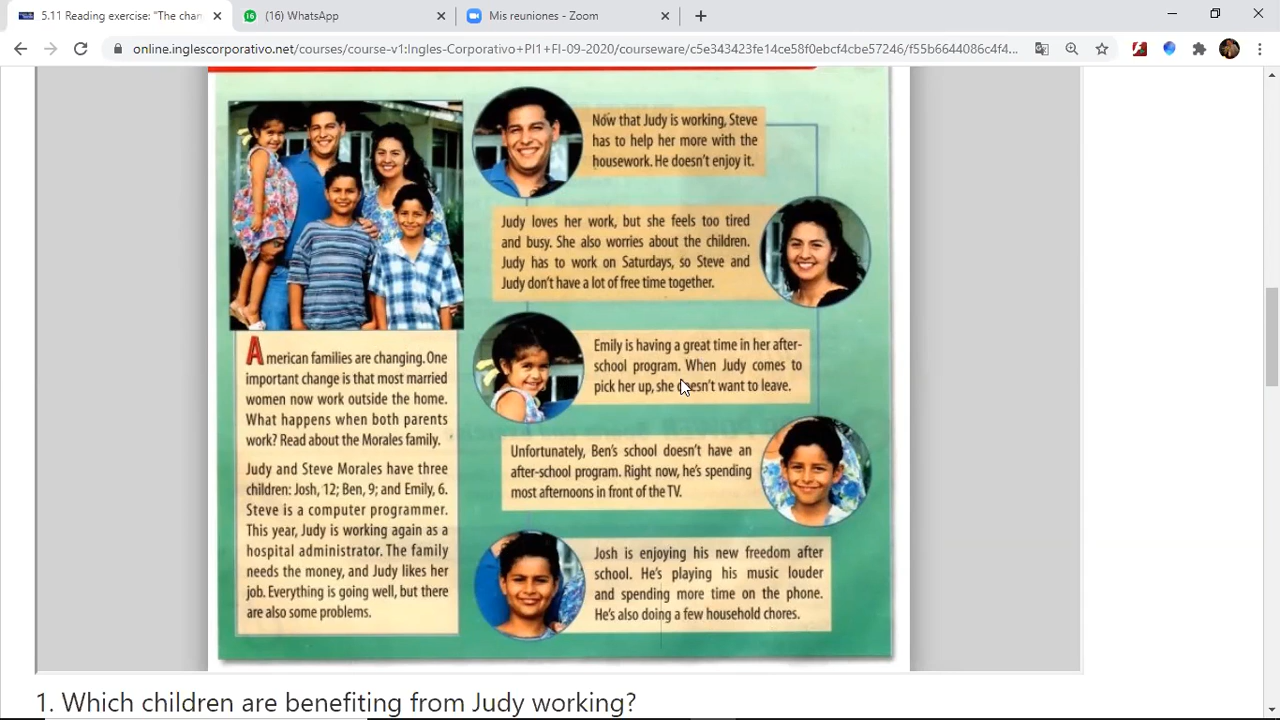 5.11 Reading exercise: "The chan
(16) WhatsApp
Mis reuniones - Zoom
online.inglescorporativo.net/courses/course-v1:Ingles-Corporativo+PI1+FI-09-2020/courseware/c5e343423fe14ce58f0ebcf4cbe57246/f55b6644086c4f4...
American families are changing. One
important change is that most married
women now work outside the home.
What happens when both parents
work? Read about the Morales family.
Judy and Steve Morales have three
children: Josh, 12; Ben, 9; and Emily, 6.
Steve is a computer programmer.
This year, Judy is working again as a
hospital administrator. The family
needs the money, and Judy likes her
job. Everything is going well, but there
are also some problems.
Now that Judy is working, Steve
has to help her more with the
housework. He doesn't enjoy it.
Judy loves her work, but she feels too tired
and busy. She also worries about the children.
Judy has to work on Saturdays, so Steve and
Judy don't have a lot of free time together.
Emily is having a great time in her after-
school program. When Judy comes to
pick her up, she doesn't want to leave.
Unfortunately, Ben's school doesn't have an
after-school program. Right now, he's spending
most afternoons in front of the TV.
Josh is enjoying his new freedom after
school. He's playing his music louder
and spending more time on the phone.
He's also doing a few household chores.
1. Which children are benefiting from Judy working?